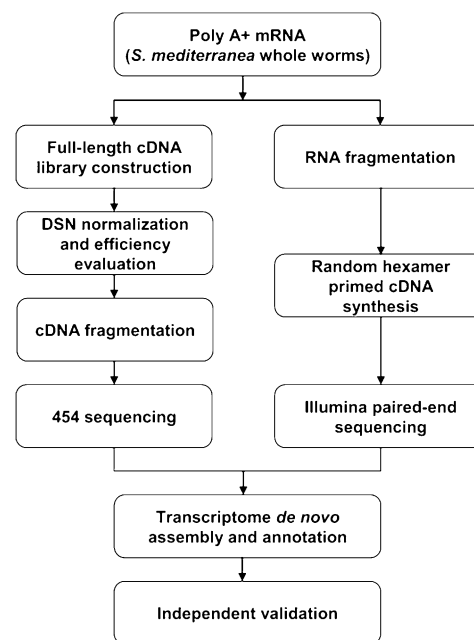 Poly A+ mRNA
(S. mediterranea whole worms)
Full-length cDNA
library construction
RNA fragmentation
DSN normalization
and efficiency
evaluation
Random hexamer
primed cDNA
synthesis
cDNA fragmentation
454 sequencing
Illumina paired-end
sequencing
Transcriptome de novo
assembly and annotation
Independent validation